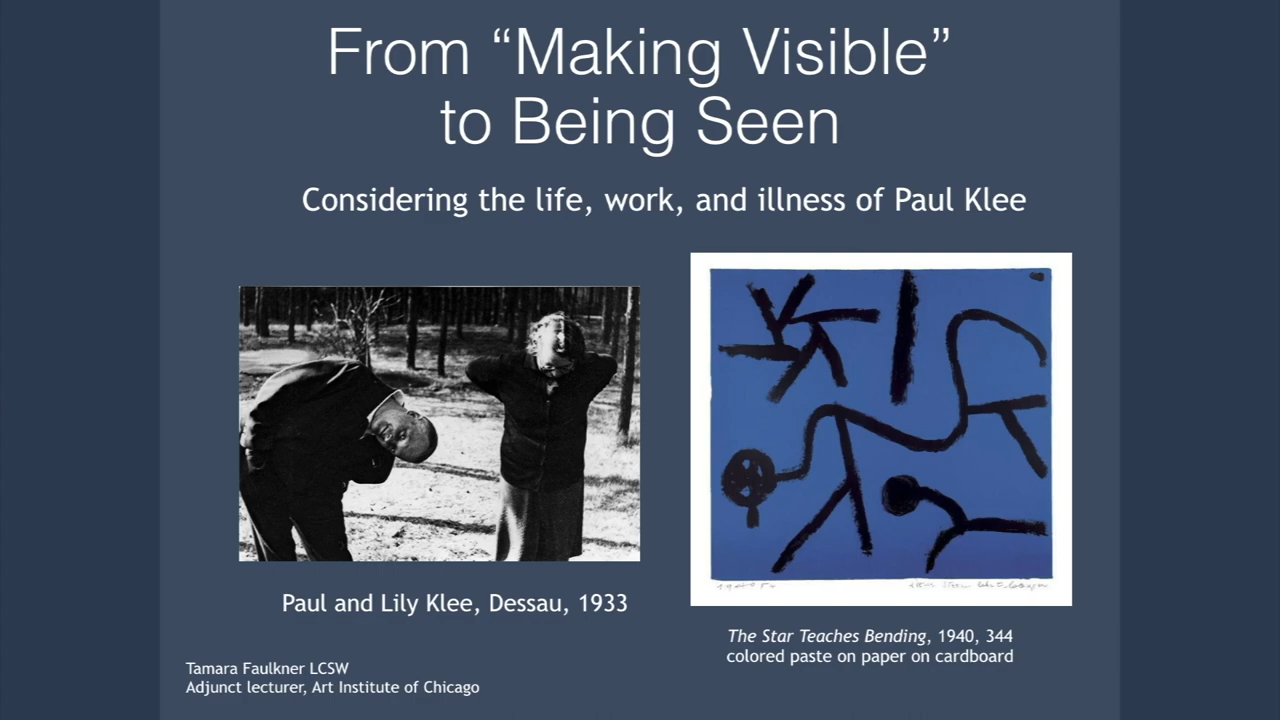 From “Making Visible”
to Being Seen
Considering the life, work, and illness of Paul Klee
Paul and Lily Klee, Dessau, 1933
The Star Teaches Bending, 1940, 344
colored paste on paper on cardboard
Tamara Faulkner LCSW
Adjunct lecturer, Art Institute of Chicago